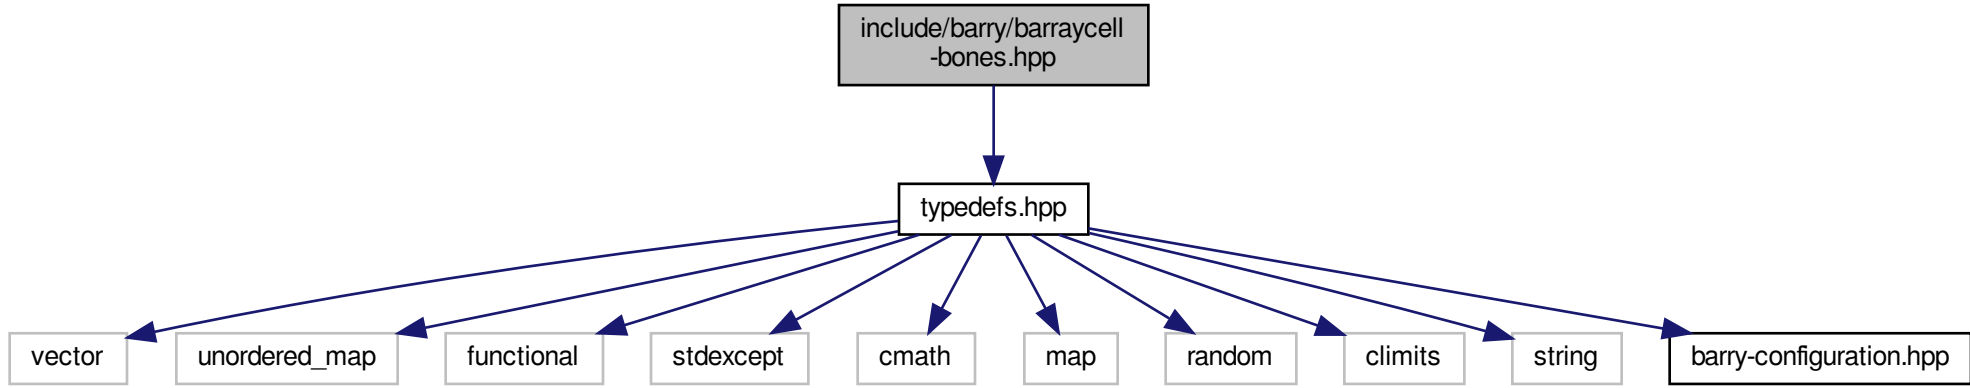 include/barry/barraycell
-bones.hpp
typedefs.hpp
vector
unordered_map
functional
stdexcept
cmath
map
random
climits
string
barry-configuration.hpp